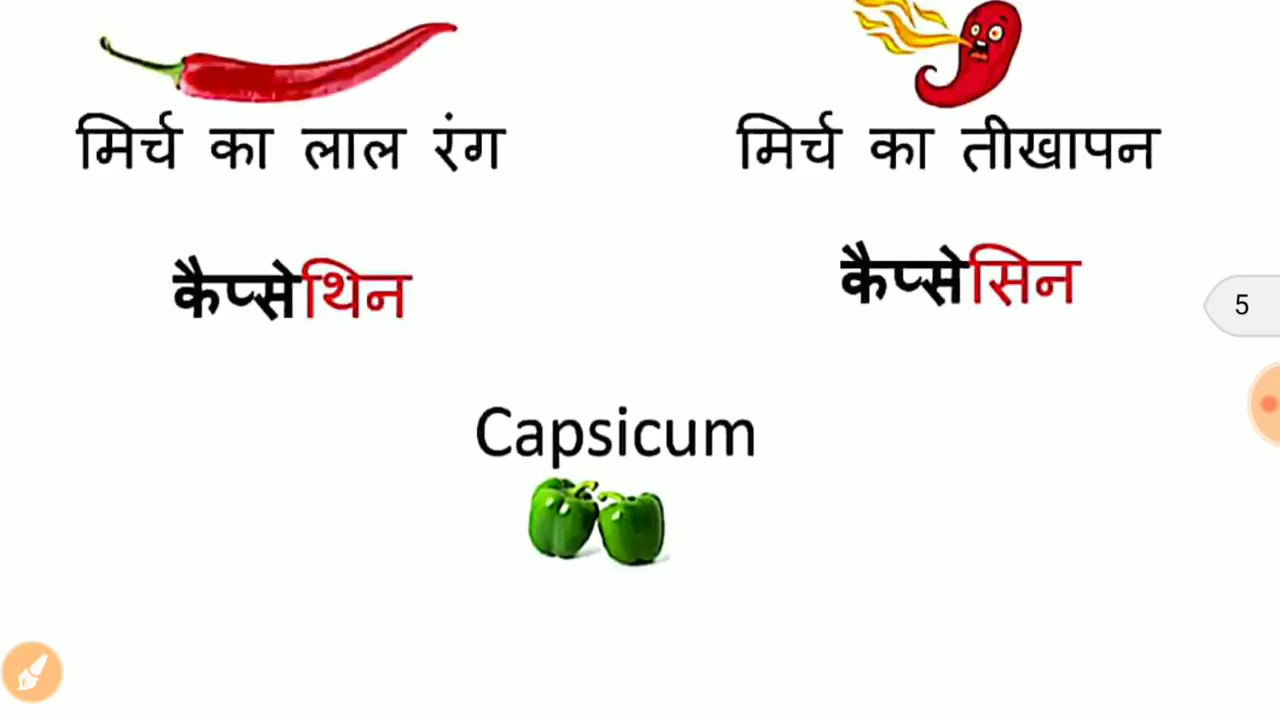 मिर्च का लाल रंग
मिर्च का तीखापन
कैप्सेथिन
कैप्सेसिन
5
Capsicum